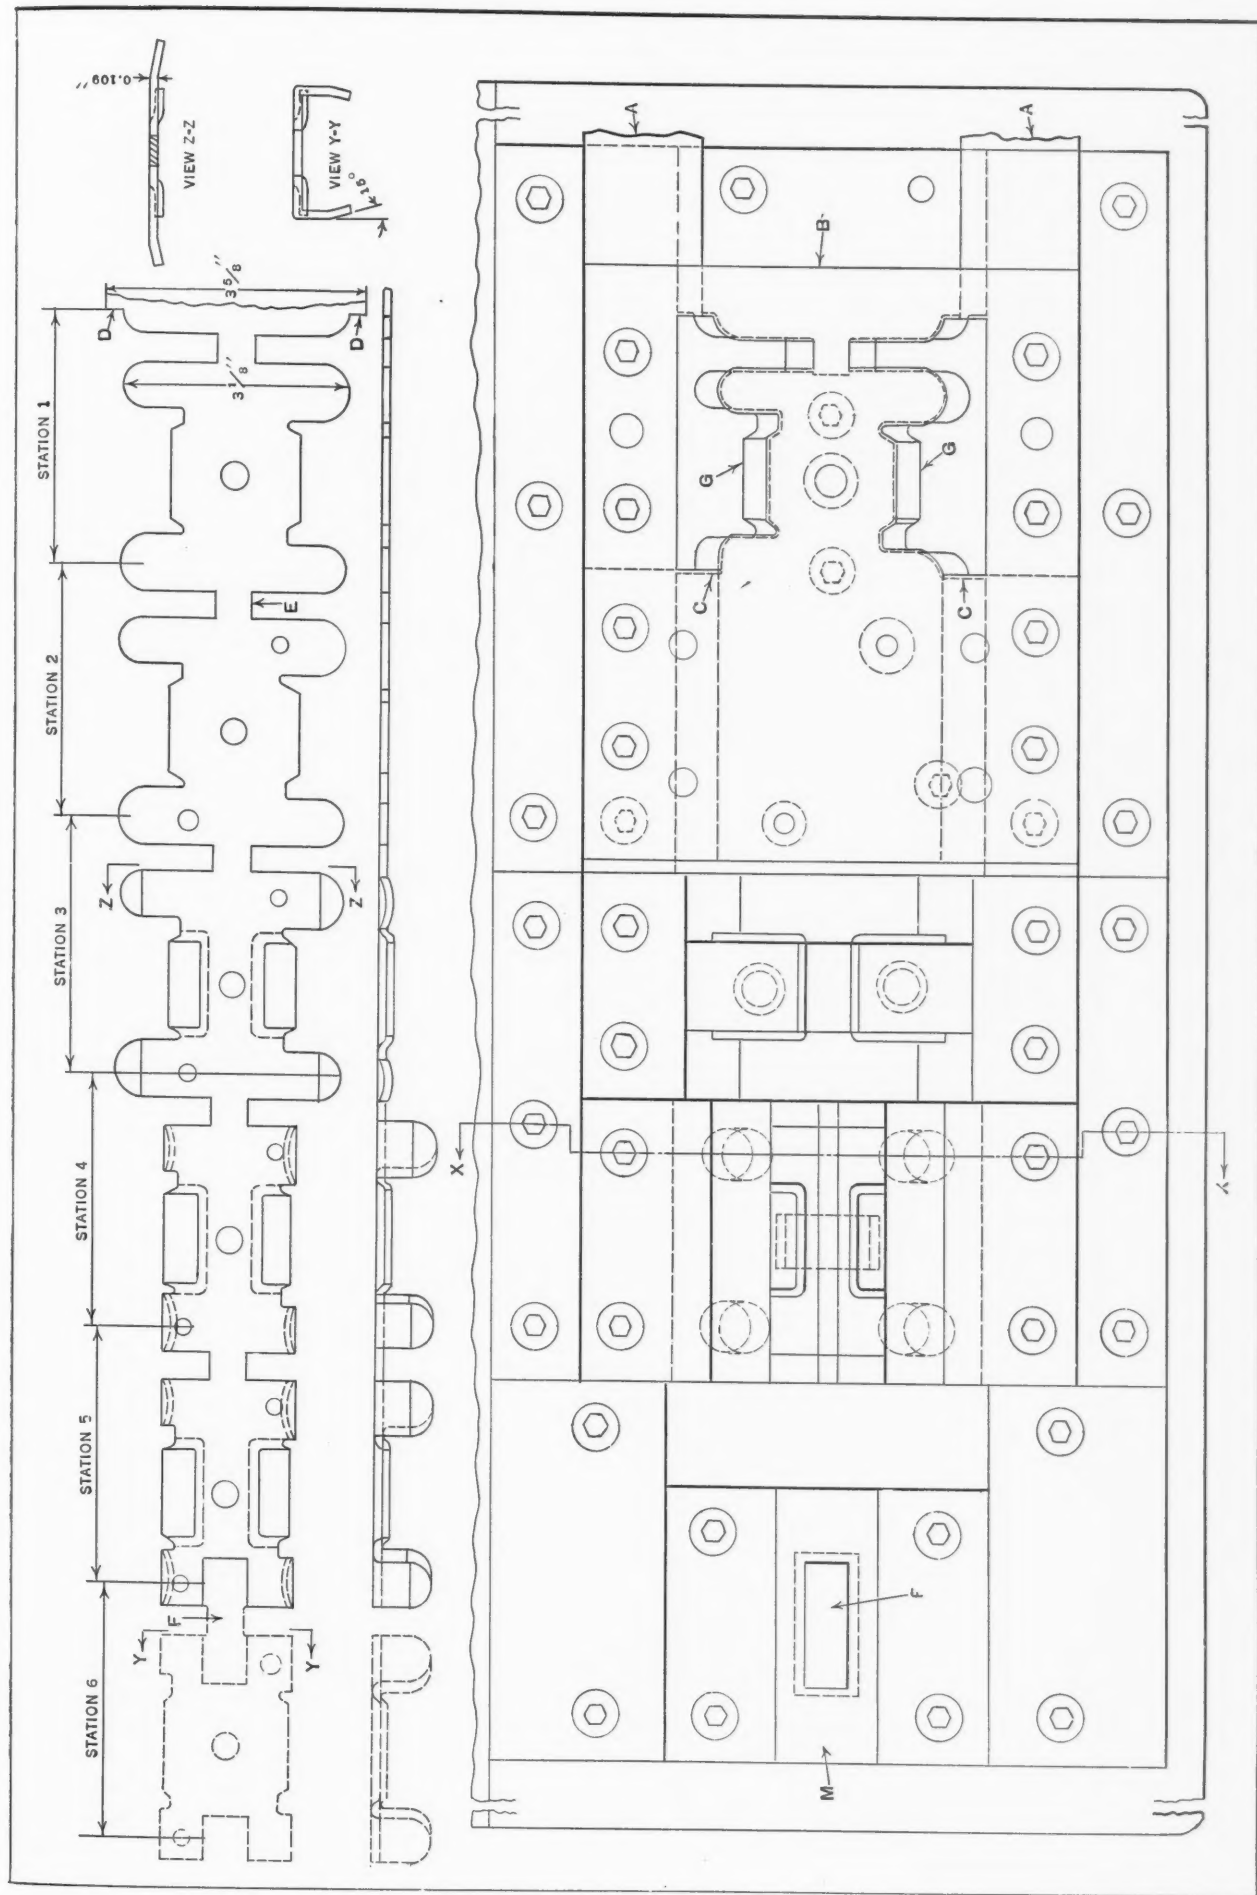 0.109"
VIEW Z-Z
VIEW Y-Y
15°
STATION 1
STATION 2
STATION 3
STATION 4
STATION 5
STATION 6
D
D
3 5/8"
3 1/8"
E
Z
Z
F
Y
Y
A
A
B
C
C
G
G
X
X
F
M